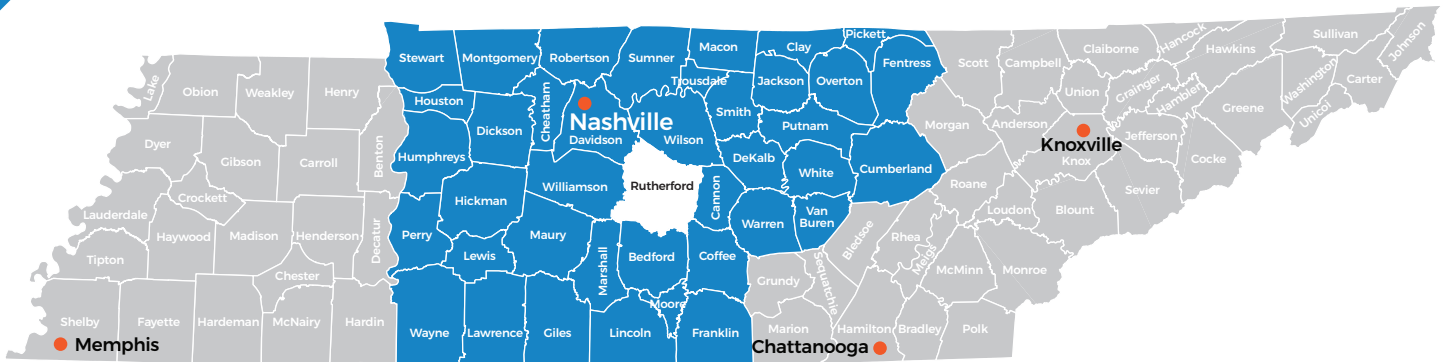 Stewart
Montgomery
Robertson
Sumner
Macon
Clay
Pickett
Fentress
Scott
Campbell
Claiborne
Hancock
Hawkins
Sullivan
Johnson
Lake
Obion
Weakley
Henry
Houston
Cheatham
Trousdale
Jackson
Overton
Union
Grainger
Hamblen
Washington
Carter
Unicoi
Greene
Nashville
Davidson
Dickson
Wilson
Smith
Putnam
Morgan
Anderson
Knoxville
Knox
Jefferson
Cocke
Dyer
Gibson
Carroll
Benton
Humphreys
Williamson
Rutherford
Cannon
DeKalb
White
Cumberland
Roane
Loudon
Blount
Sevier
Crockett
Lauderdale
Haywood
Madison
Henderson
Decatur
Perry
Hickman
Lewis
Maury
Marshall
Bedford
Coffee
Warren
Van
Buren
Bledsoe
Rhea
Meigs
McMinn
Monroe
Tipton
Chester
Moore
Grundy
Sequatchie
Shelby
Fayette
Hardeman
McNairy
Hardin
Wayne
Lawrence
Giles
Lincoln
Franklin
Marion
Hamilton
Bradley
Polk
Memphis
Chattanooga